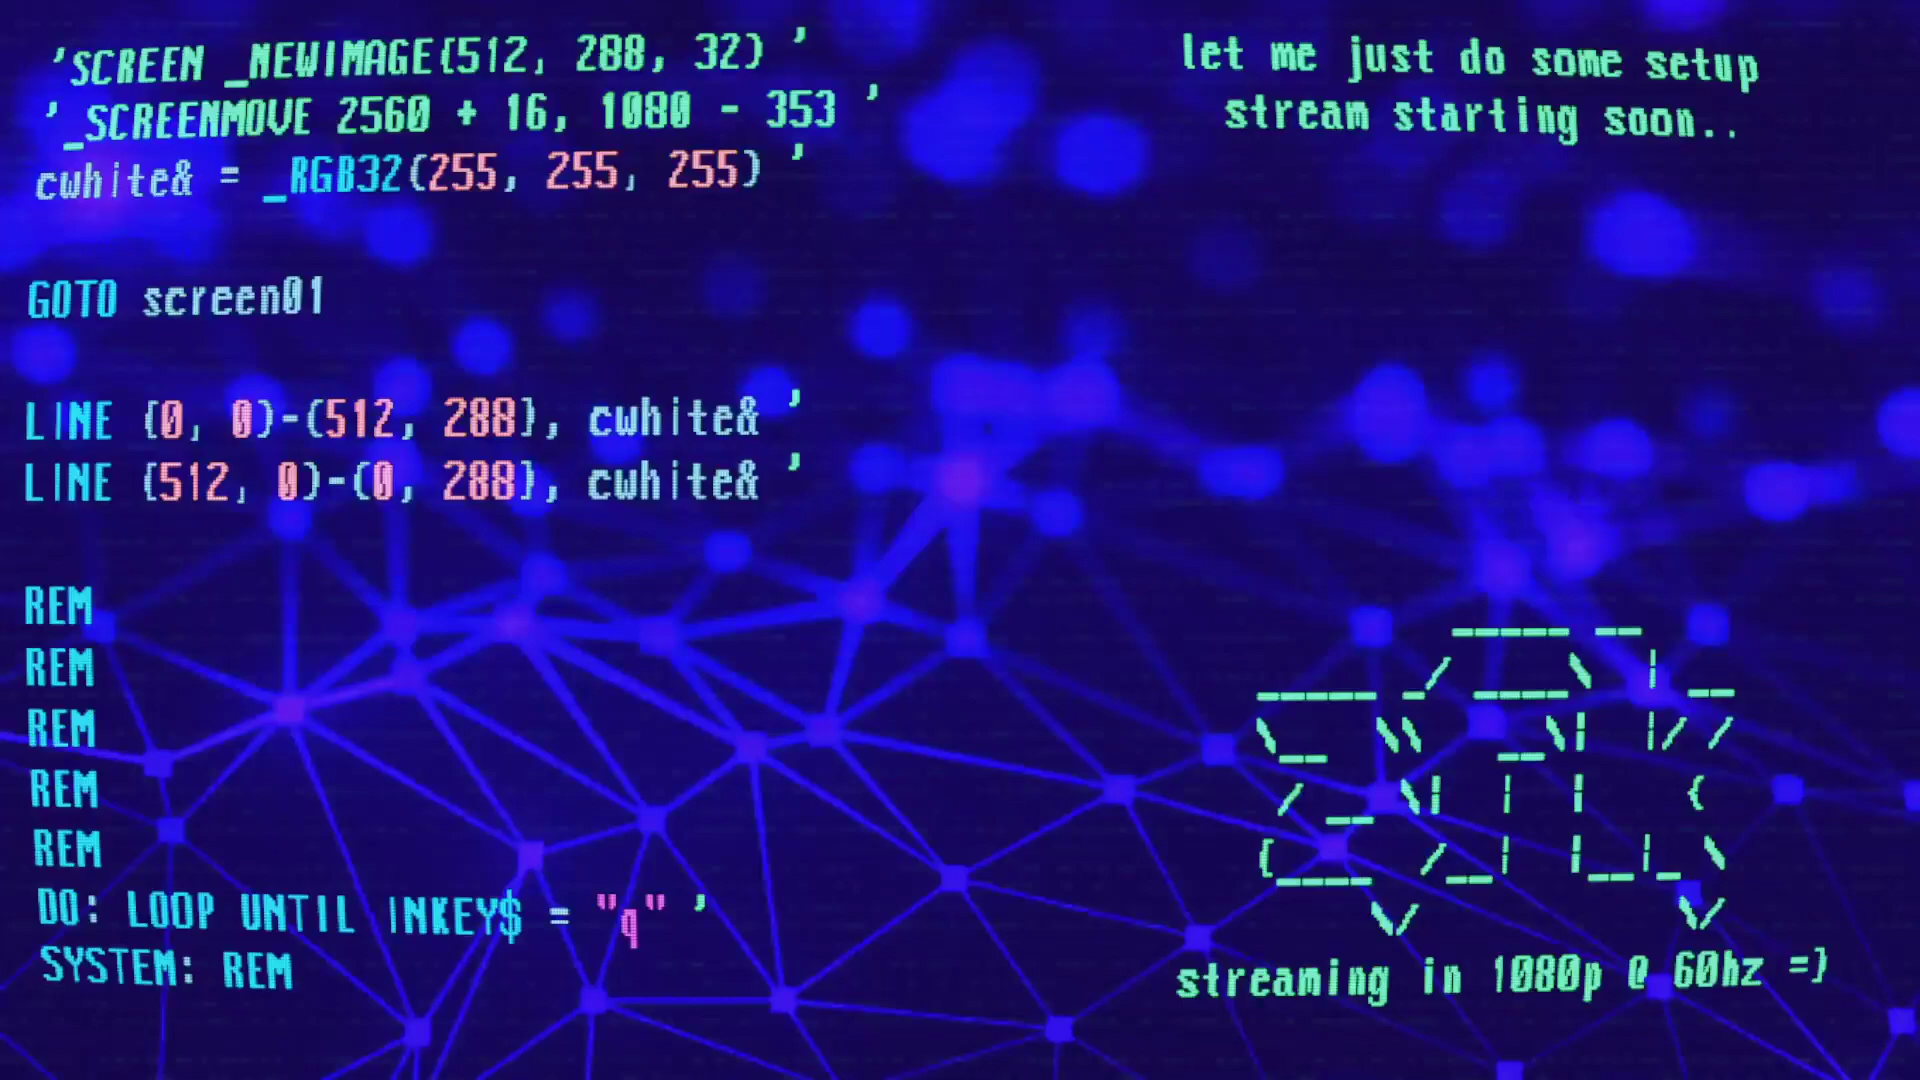 'SCREEN _NEWIMAGE(512, 288, 32) '
'_SCREENMOVE 2560 + 16, 1080 - 353 '
cwhite& = _RGB32(255, 255, 255) '
GOTO screen01
LINE (0, 0)-(512, 288), cwhite& '
LINE (512, 0)-(0, 288), cwhite& '
REM
REM
REM
REM
REM
DO: LOOP UNTIL INKEY$ = "q" '
SYSTEM: REM
let me just do some setup
stream starting soon..
streaming in 1080p @ 60hz =)